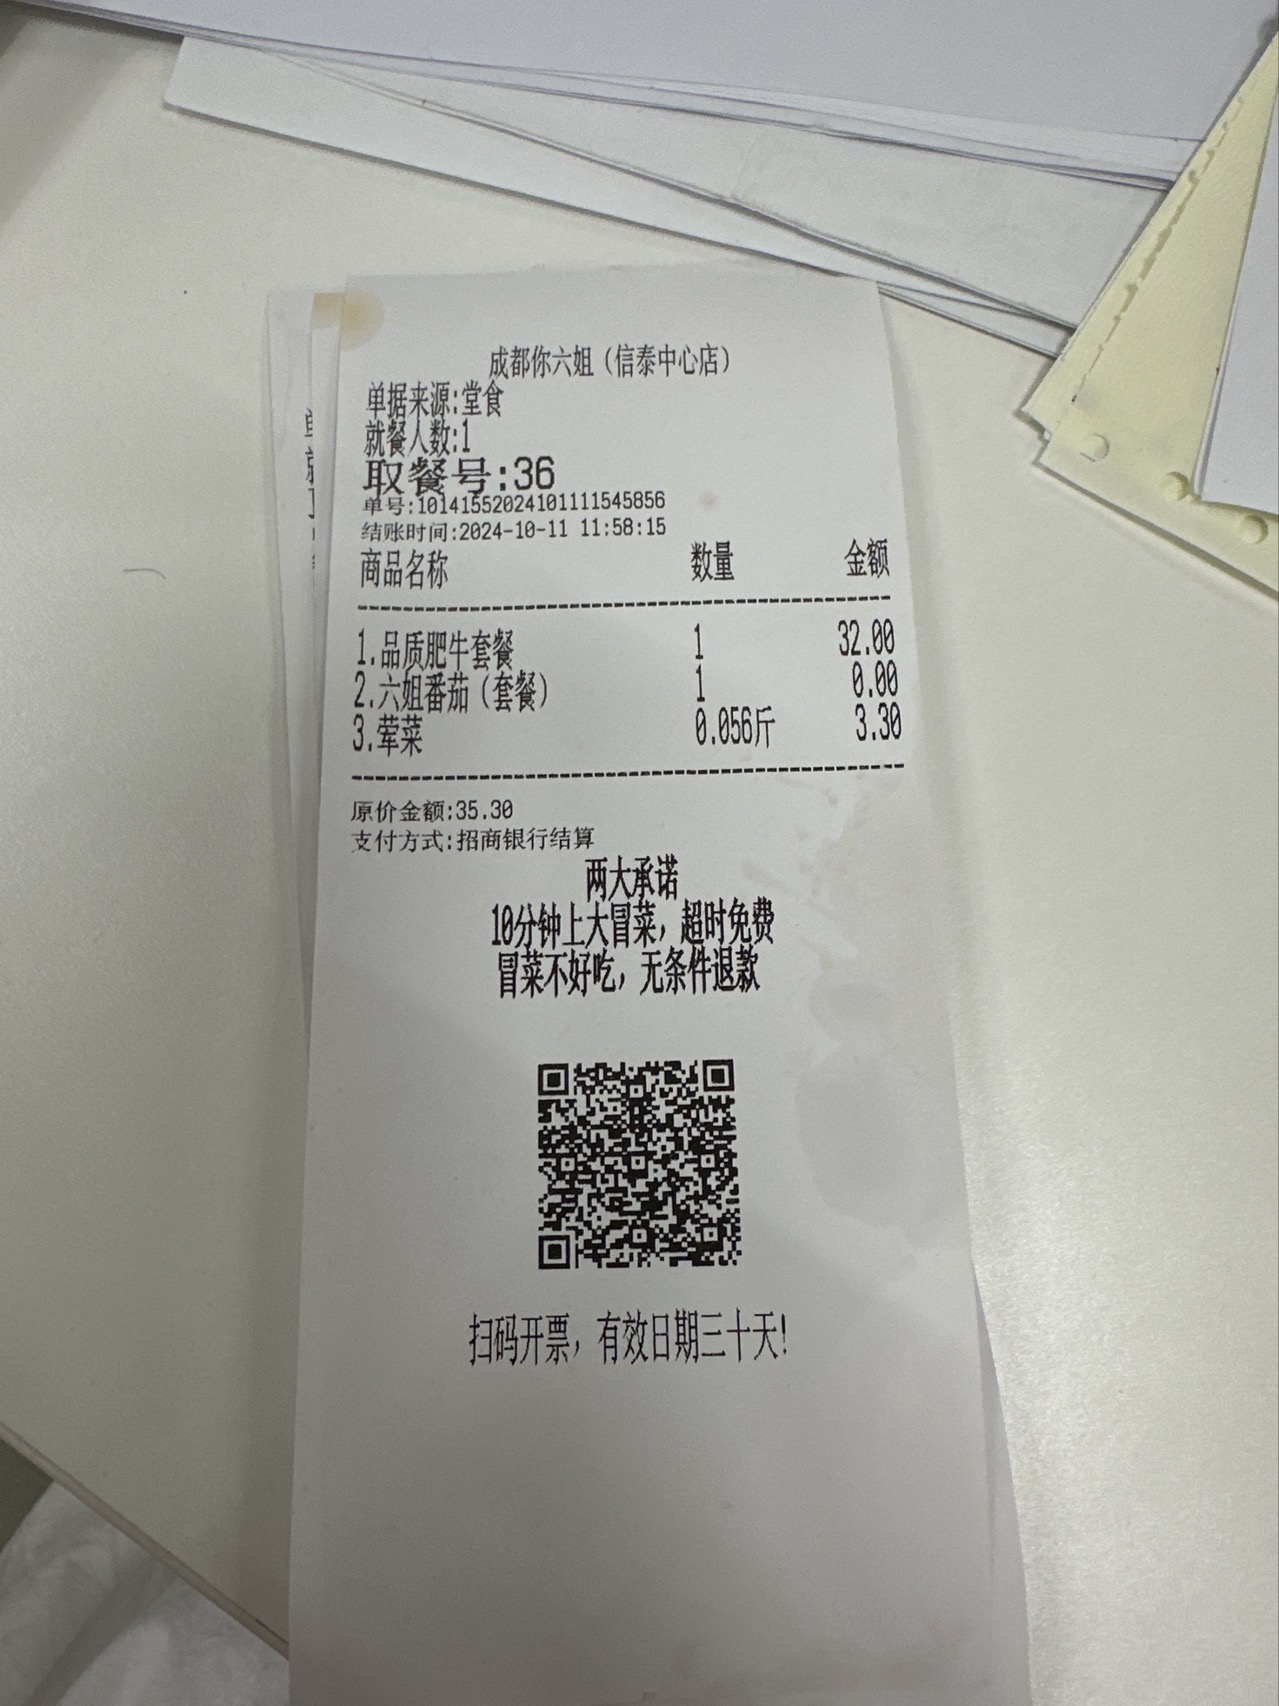 成都你六姐（信泰中心店）
单据来源:堂食
就餐人数:1
取餐号:36
单号:101415520241011111545856
结账时间:2024-10-11 11:58:15
商品名称 数量 金额
1.品质肥牛套餐 1 32.00
2.六姐番茄（套餐） 1 0.00
3.荤菜 0.056斤 3.30
原价金额:35.30
支付方式:招商银行结算
两大承诺
10分钟上大冒菜，超时免费
冒菜不好吃，无条件退款
扫码开票，有效日期三十天!